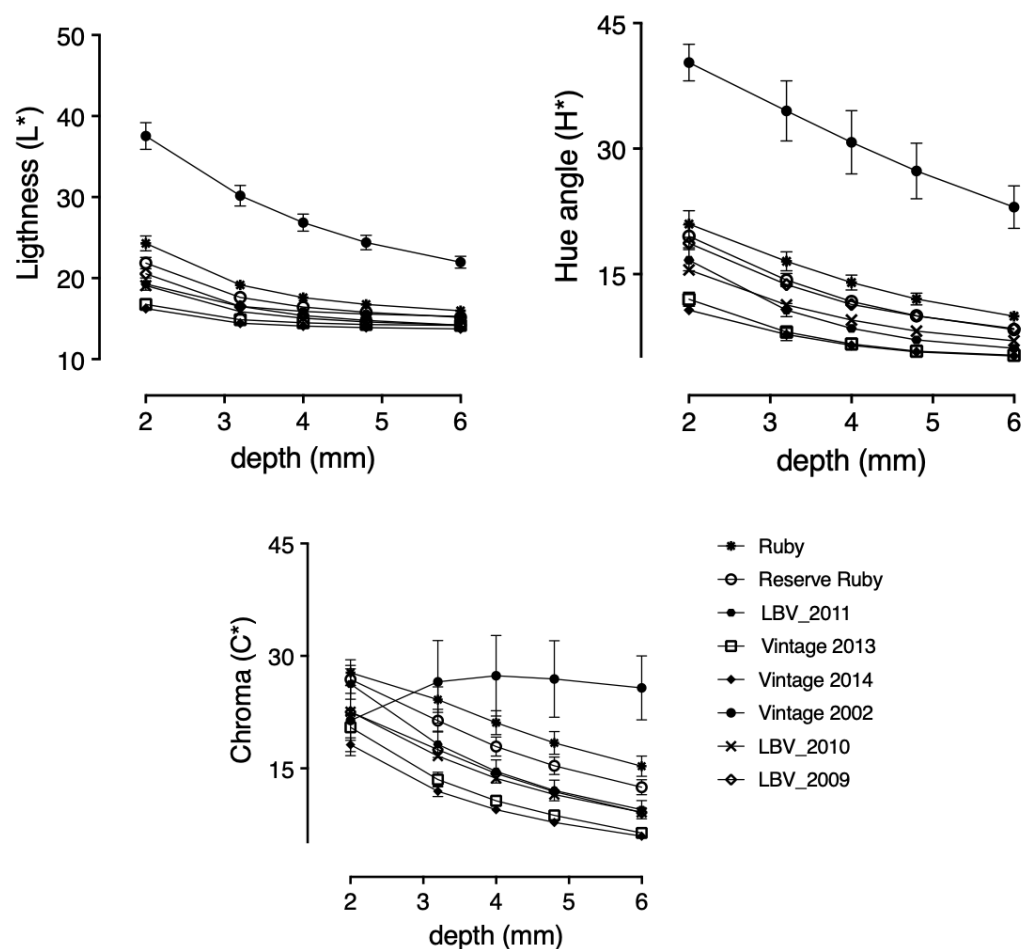 Ligthness (L*)
50
40
30
20
10
2 3 4 5 6
depth (mm)
Hue angle (H*)
45
30
15
2 3 4 5 6
depth (mm)
Chroma (C*)
45
30
15
2 3 4 5 6
depth (mm)
Ruby
Reserve Ruby
LBV_2011
Vintage 2013
Vintage 2014
Vintage 2002
LBV_2010
LBV_2009